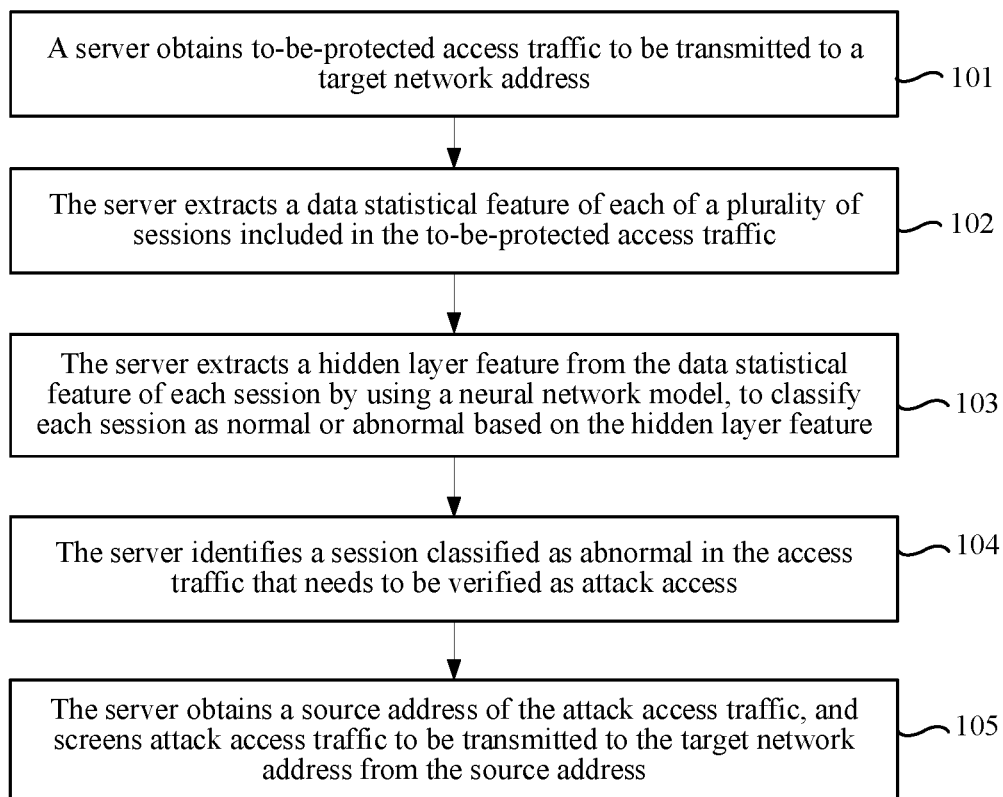 A server obtains to-be-protected access traffic to be transmitted to a
target network address
101
The server extracts a data statistical feature of each of a plurality of
sessions included in the to-be-protected access traffic
102
The server extracts a hidden layer feature from the data statistical
feature of each session by using a neural network model, to classify
each session as normal or abnormal based on the hidden layer feature
103
The server identifies a session classified as abnormal in the access
traffic that needs to be verified as attack access
104
The server obtains a source address of the attack access traffic, and
screens attack access traffic to be transmitted to the target network
address from the source address
105